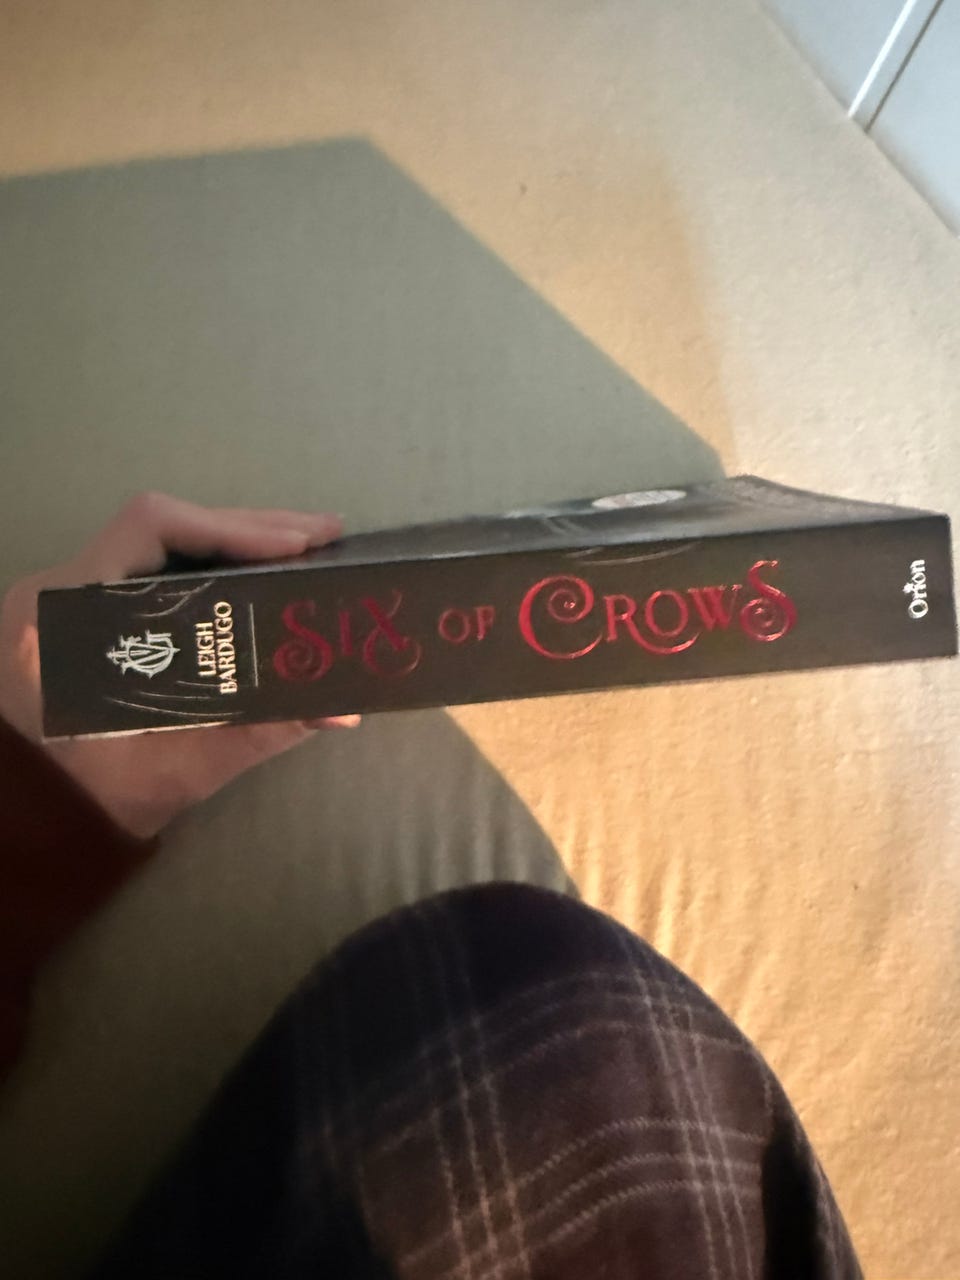 LEIGH
BARDUGO
SIX OF CROWS
Orion